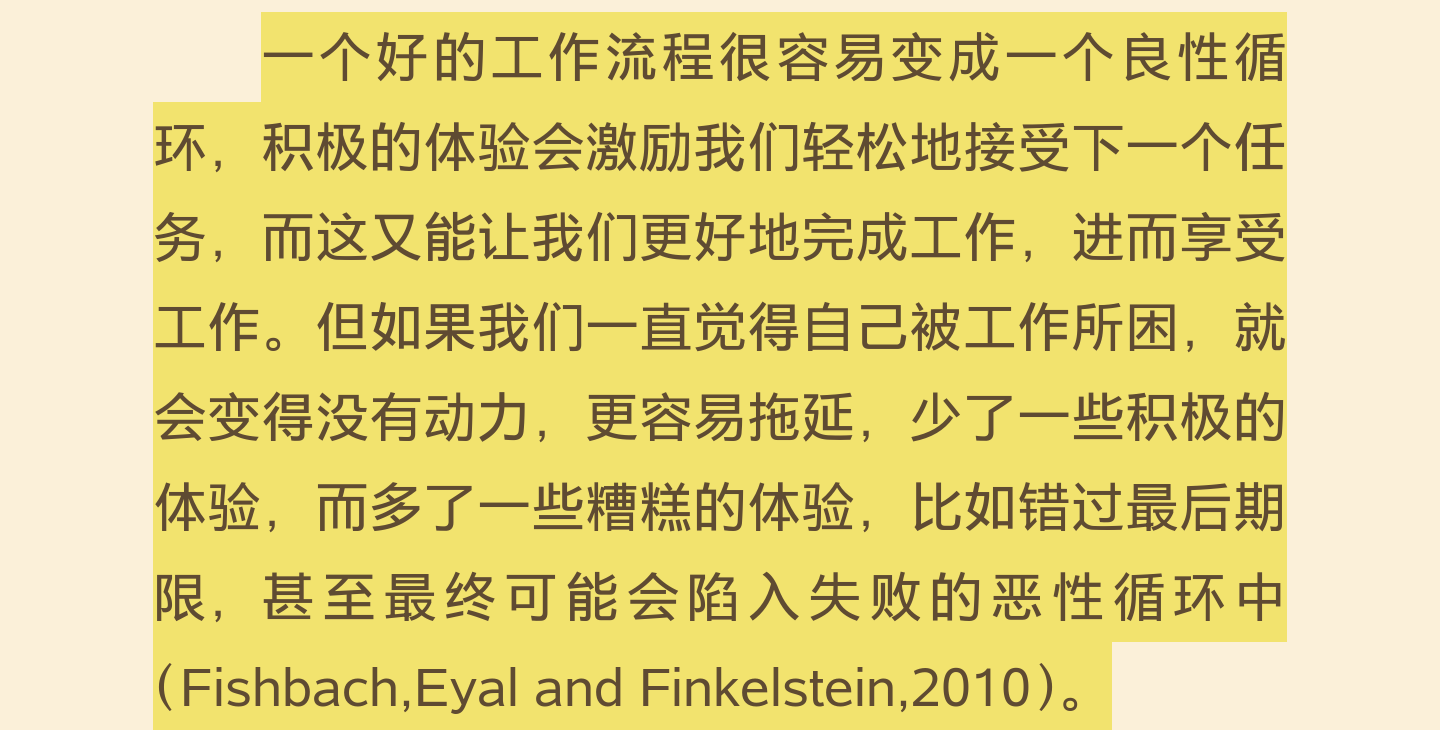 一个好的工作流程很容易变成一个良性循
环，积极的体验会激励我们轻松地接受下一个任
务，而这又能让我们更好地完成工作，进而享受
工作。但如果我们一直觉得自己被工作所困，就
会变得没有动力，更容易拖延，少了一些积极的
体验，而多了一些糟糕的体验，比如错过最后期
限，甚至最终可能会陷入失败的恶性循环中
(Fishbach,Eyal and Finkelstein,2010)。